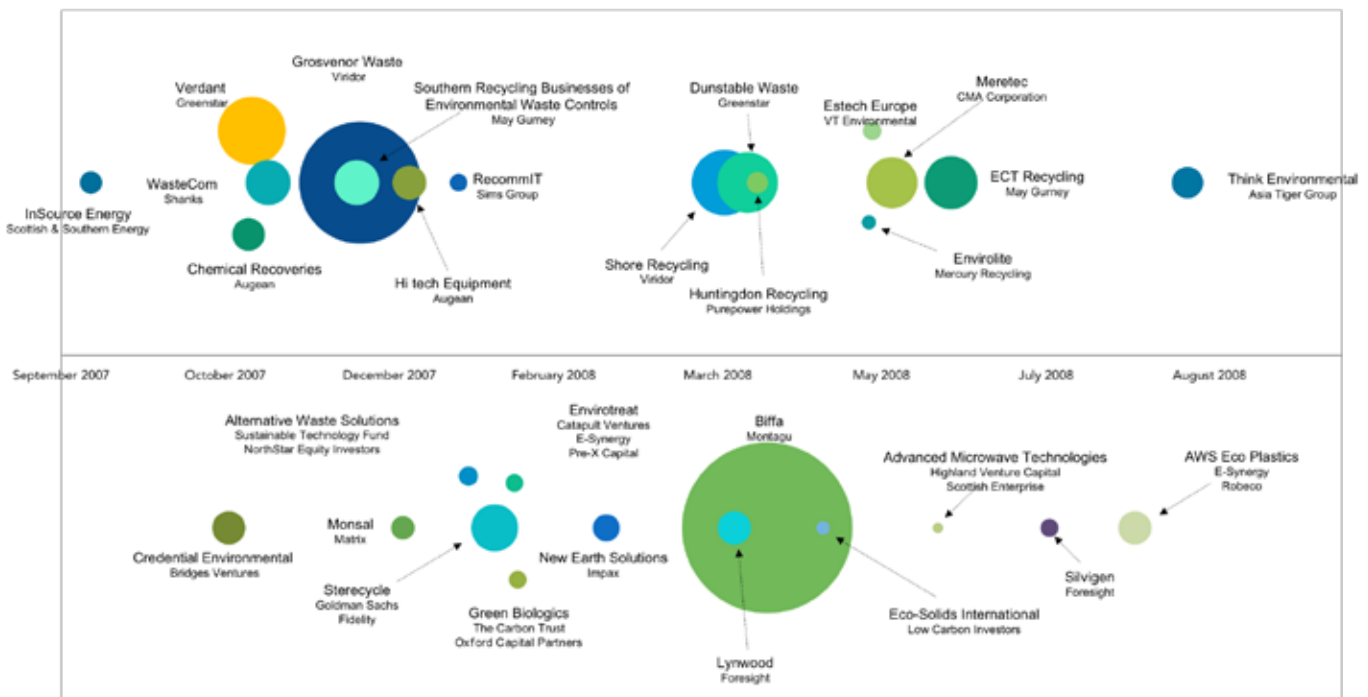 Grosvenor Waste
Viridor
Verdant
Greenstar
Southern Recycling Businesses of
Environmental Waste Controls
May Gurney
Dunstable Waste
Greenstar
Meretec
CMA Corporation
Estech Europe
VT Environmental
InSource Energy
Scottish & Southern Energy
WasteCom
Shanks
RecommIT
Sims Group
ECT Recycling
May Gurney
Think Environmental
Asia Tiger Group
Chemical Recoveries
Augean
Hi tech Equipment
Augean
Shore Recycling
Viridor
Huntingdon Recycling
Purepower Holdings
Envirolite
Mercury Recycling
September 2007
October 2007
December 2007
February 2008
March 2008
May 2008
July 2008
August 2008
Alternative Waste Solutions
Sustainable Technology Fund
NorthStar Equity Investors
Envirotreat
Catapult Ventures
E-Synergy
Pre-X Capital
Biffa
Montagu
Advanced Microwave Technologies
Highland Venture Capital
Scottish Enterprise
AWS Eco Plastics
E-Synergy
Robeco
Credential Environmental
Bridges Ventures
Monsal
Matrix
Sterecycle
Goldman Sachs
Fidelity
New Earth Solutions
Impax
Green Biologics
The Carbon Trust
Oxford Capital Partners
Lynwood
Foresight
Eco-Solids International
Low Carbon Investors
Silvigen
Foresight